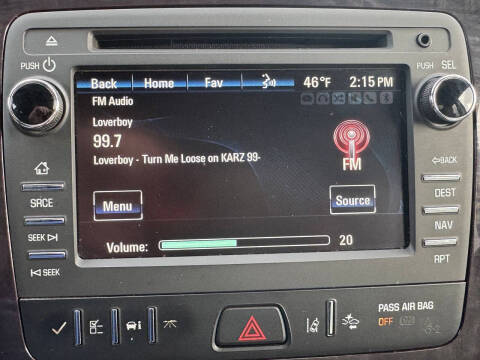 PUSH
PUSH SEL
Back Home Fav 46°F 2:15 PM
FM Audio
Loverboy
99.7
Loverboy - Turn Me Loose on KARZ 99-
FM
Menu
Source
Volume: 20
SRCE
SEEK
SEEK
BACK
DEST
NAV
RPT
PASS AIR BAG
OFF